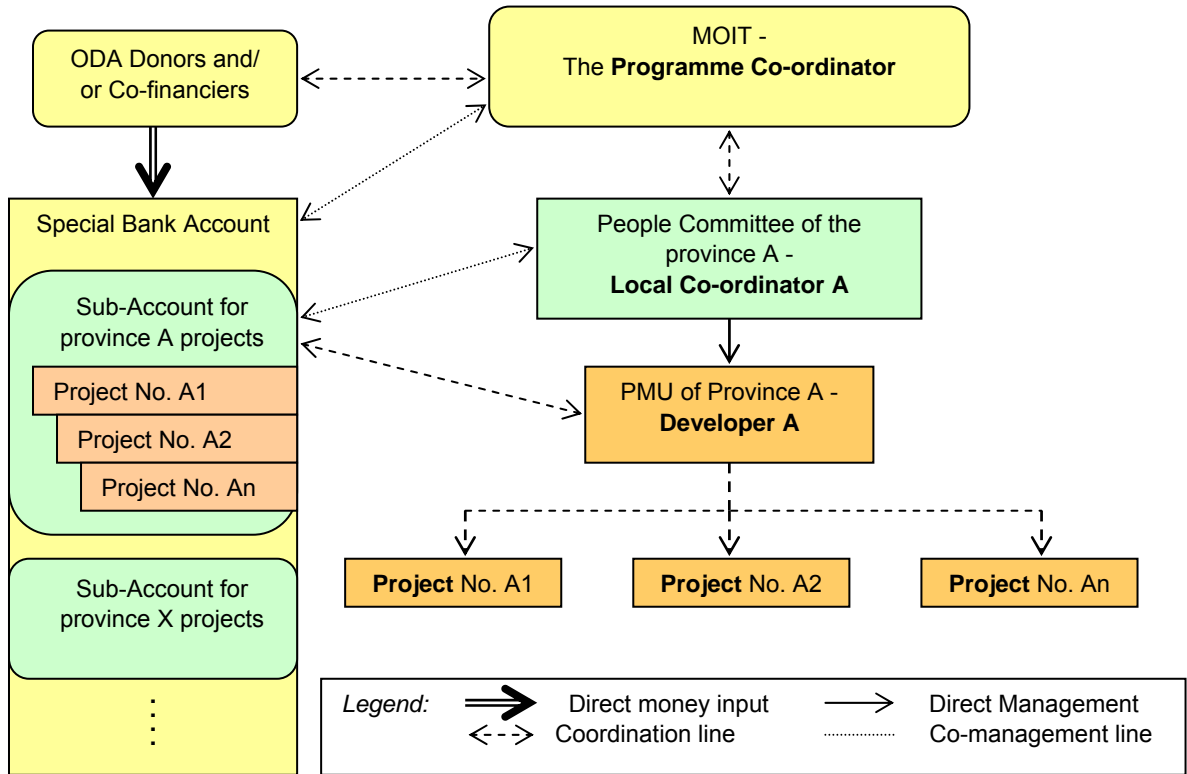 ODA Donors and/
or Co-financiers
MOIT -
The Programme Co-ordinator
Special Bank Account
Sub-Account for
province A projects
Project No. A1
Project No. A2
Project No. An
Sub-Account for
province X projects
People Committee of the
province A -
Local Co-ordinator A
PMU of Province A -
Developer A
Project No. A1
Project No. A2
Project No. An
Legend:
Direct money input
Direct Management
Coordination line
Co-management line